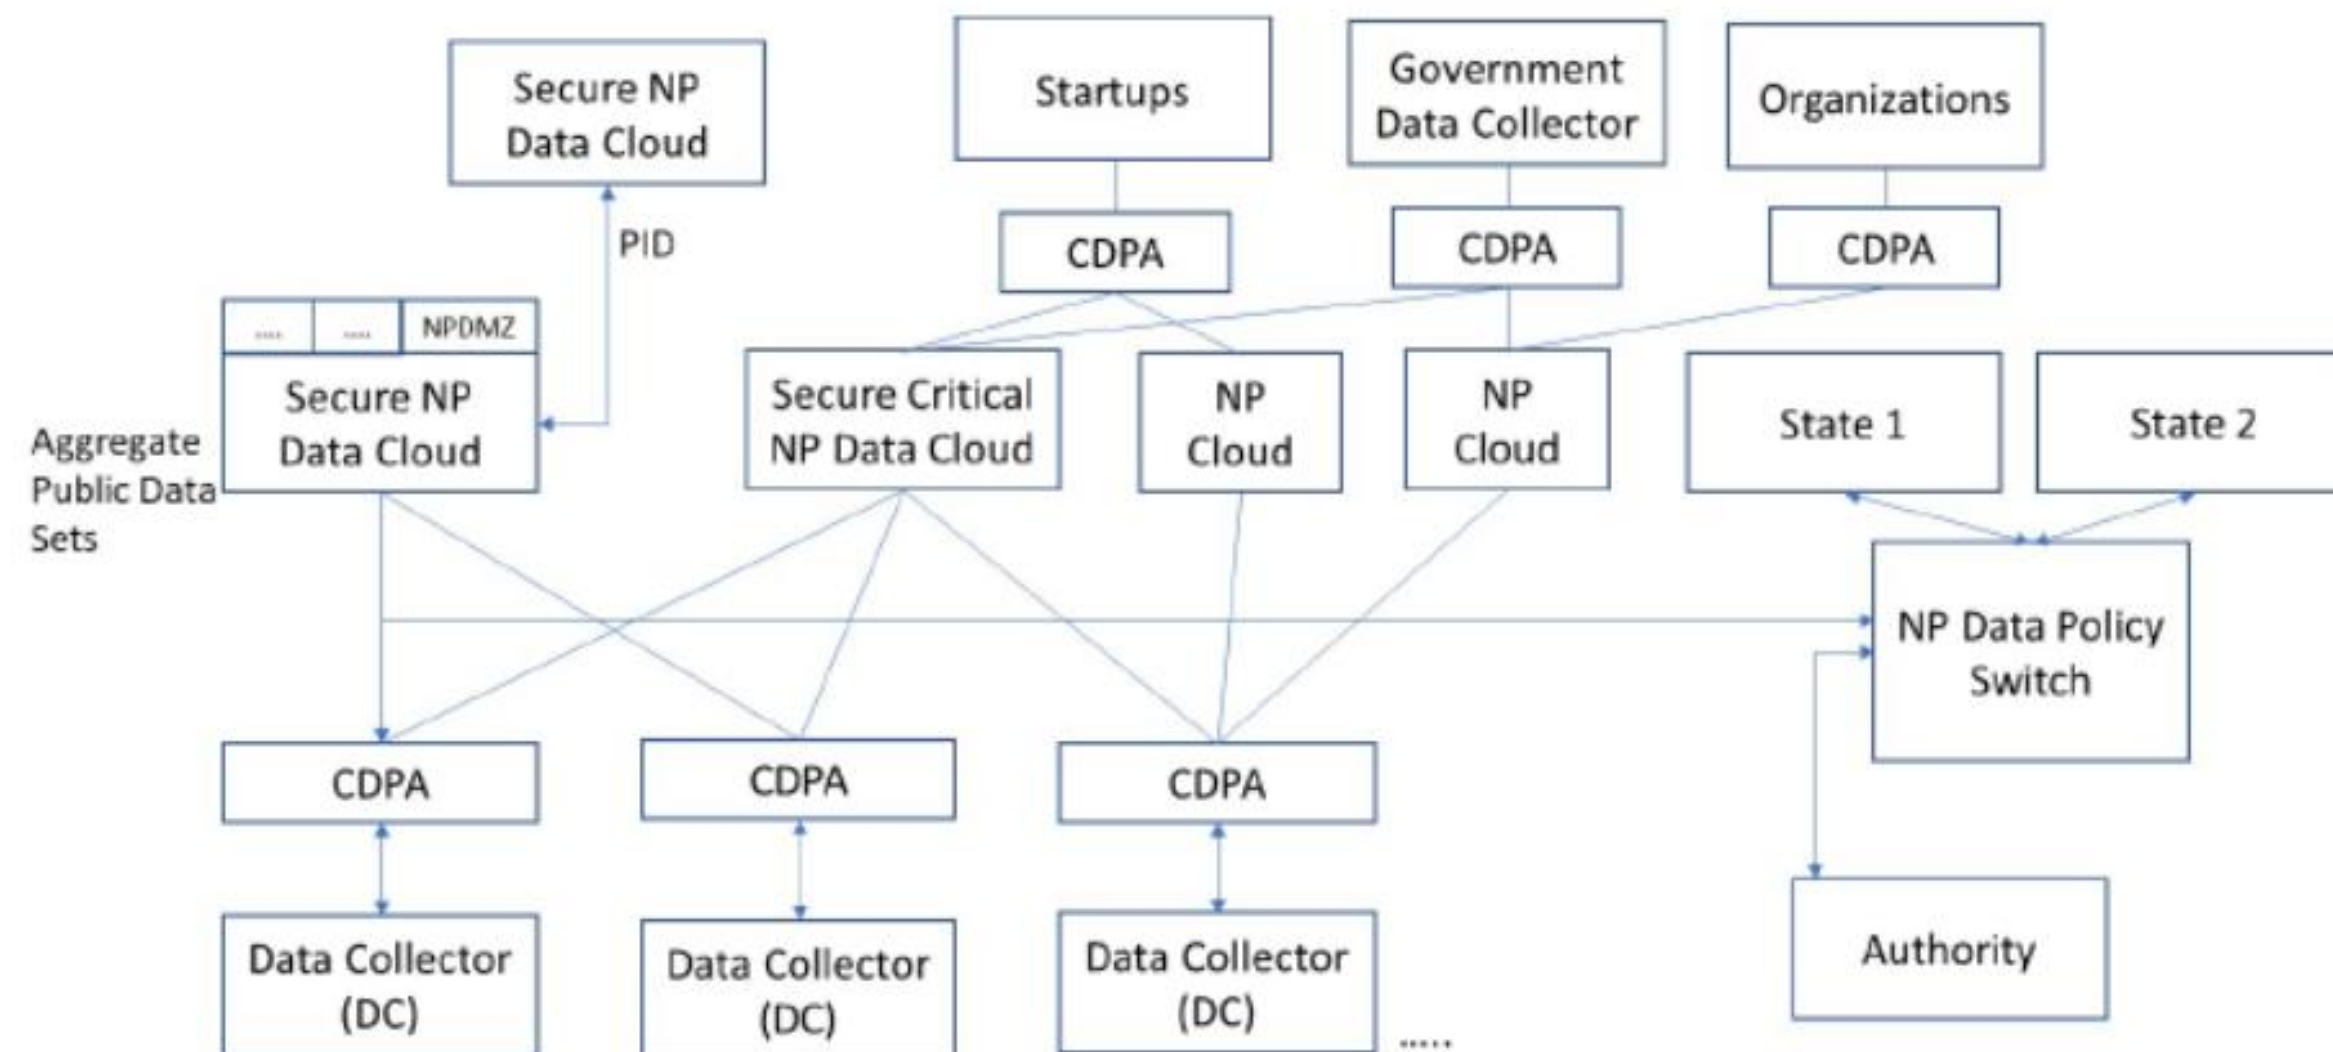 Secure NP
Data Cloud
Startups
Government
Data Collector
Organizations
PID
CDPA
CDPA
CDPA
....
....
NPDMZ
Secure NP
Data Cloud
Aggregate
Public Data
Sets
Secure Critical
NP Data Cloud
NP
Cloud
NP
Cloud
State 1
State 2
NP Data Policy
Switch
CDPA
CDPA
CDPA
Data Collector
(DC)
Data Collector
(DC)
Data Collector
(DC)
.....
Authority